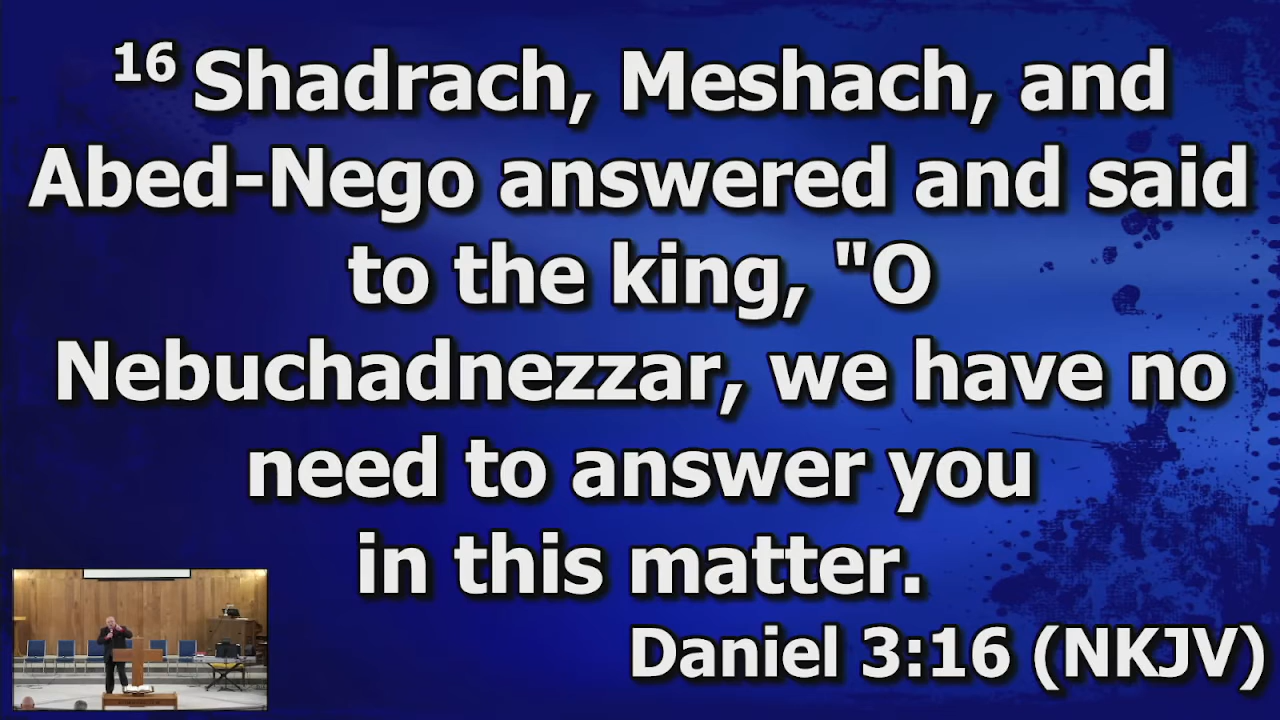 16 Shadrach, Meshach, and
Abed-Nego answered and said
to the king, "O
Nebuchadnezzar, we have no
need to answer you
in this matter.
Daniel 3:16 (NKJV)